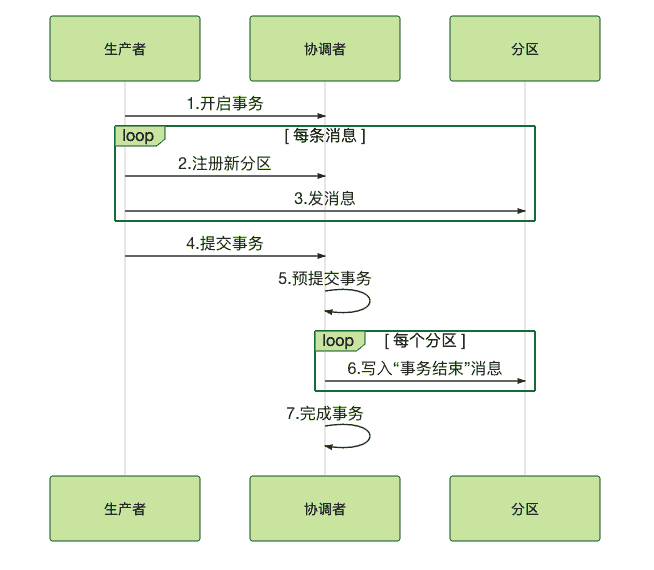 生产者 协调者 分区
1.开启事务
loop [ 每条消息 ]
2.注册新分区
3.发消息
4.提交事务
5.预提交事务
loop [ 每个分区 ]
6.写入“事务结束”消息
7.完成事务
生产者 协调者 分区